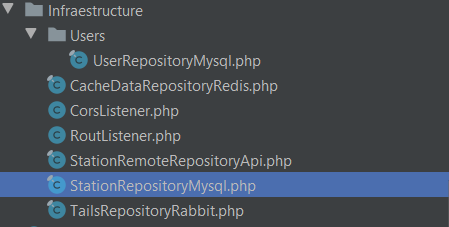 Infraestructure
Users
UserRepositoryMysql.php
CacheDataRepositoryRedis.php
CorsListener.php
RoutListener.php
StationRemoteRepositoryApi.php
StationRepositoryMysql.php
TailsRepositoryRabbit.php